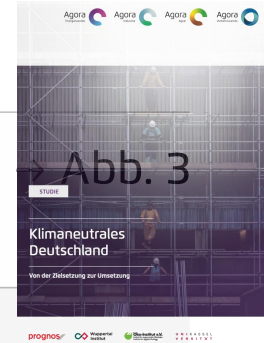 Agora Agora Agora Agora
→ Abb. 3
STUDIE
Klimaneutrales
Deutschland
Von der Zielsetzung zur Umsetzung
prognos Wuppertal Institut Öko-Institut e.V. UNIKASSEL VERSITÄT